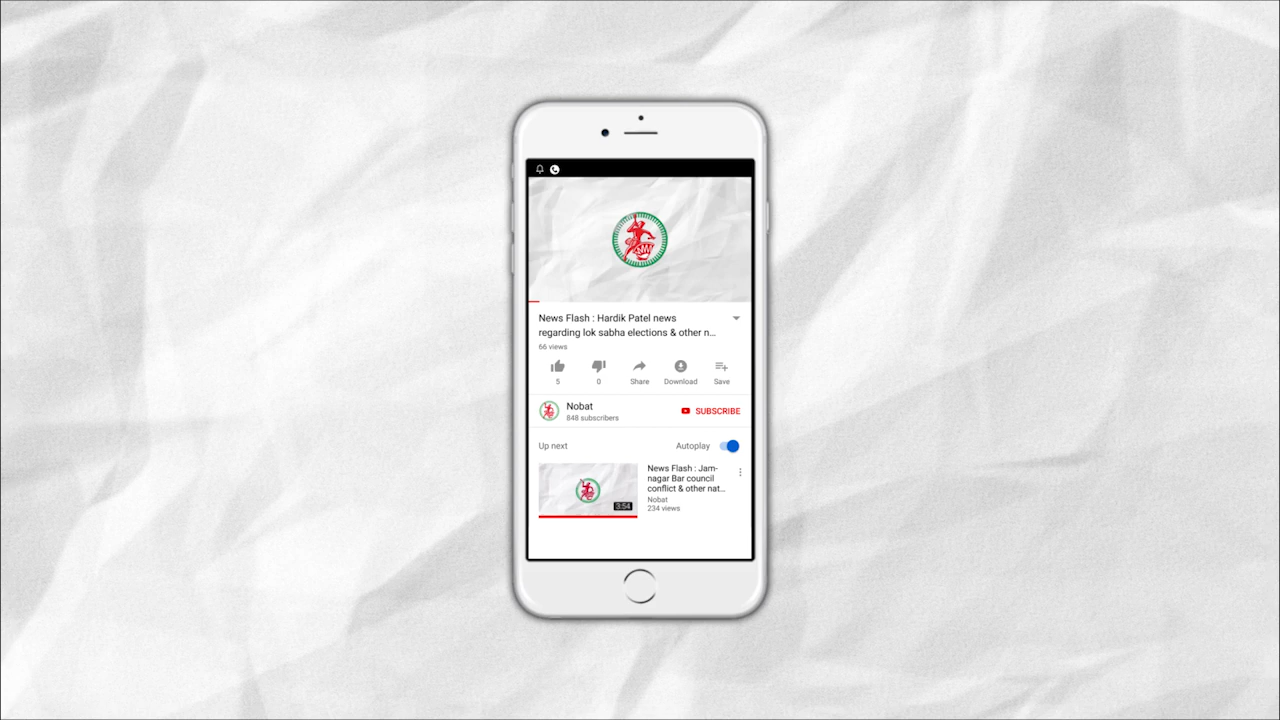 News Flash : Hardik Patel news
regarding lok sabha elections & other n...
66 views
5
0
Share
Download
Save
Nobat
848 subscribers
SUBSCRIBE
Up next
Autoplay
3:54
News Flash : Jam-
nagar Bar council
conflict & other nat...
Nobat
234 views